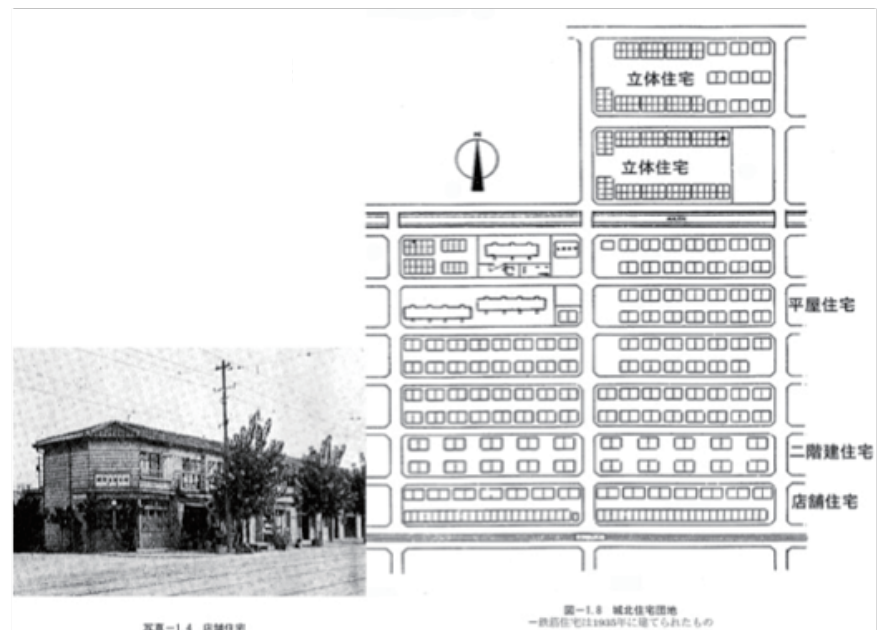 立体住宅
N
立体住宅
平屋住宅
二階建住宅
店舗住宅
図-1.8 城北住宅団地
ー鉄筋住宅は1935年に建てられたもの
写真-1.4 店舗住宅